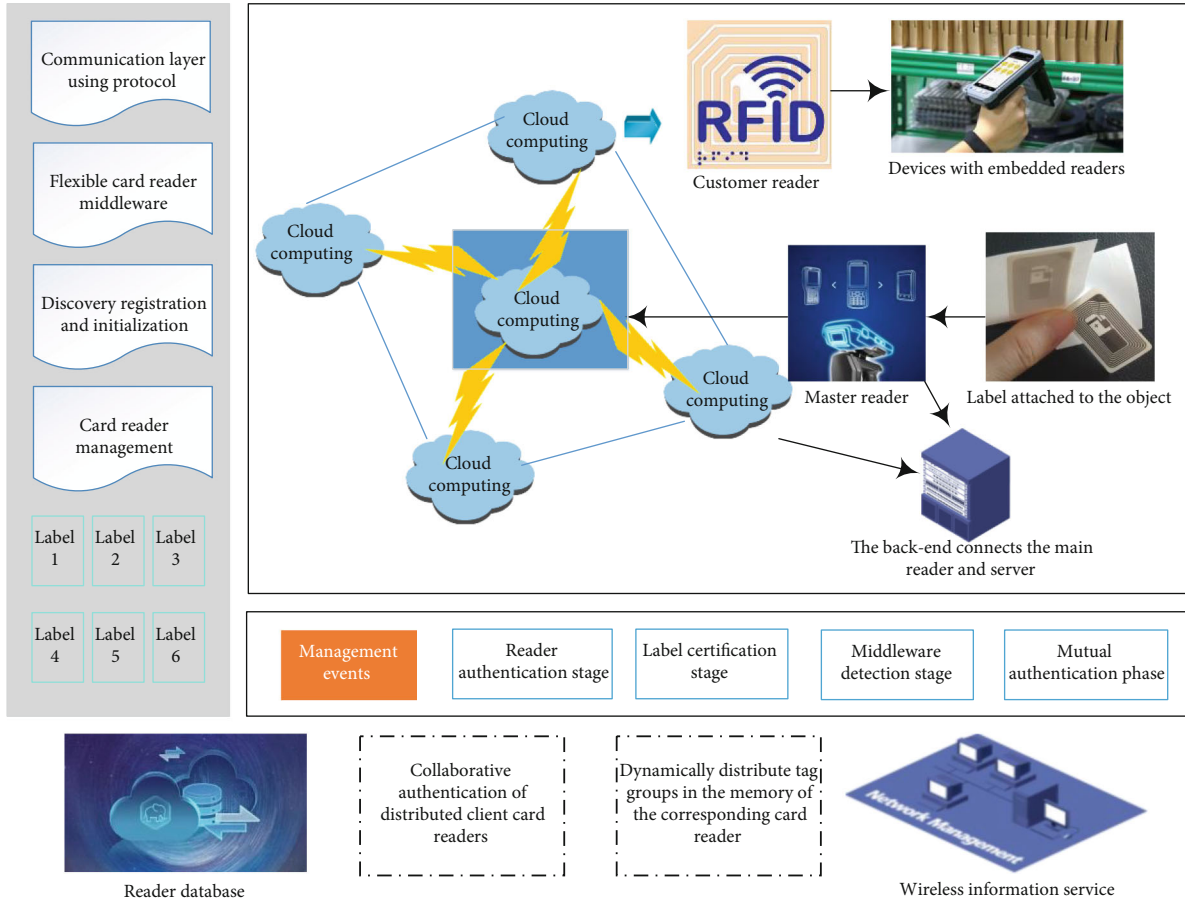 Communication layer
using protocol
Flexible card reader
middleware
Discovery registration
and initialization
Card reader
management
Label
1
Label
2
Label
3
Label
4
Label
5
Label
6
Cloud
computing
Cloud
computing
Cloud
computing
Cloud
computing
Cloud
computing
RFID
Customer reader
Devices with embedded readers
Master reader
Label attached to the object
The back-end connects the main
reader and server
Management
events
Reader
authentication stage
Label certification
stage
Middleware
detection stage
Mutual
authentication phase
Reader database
Collaborative
authentication of
distributed client card
readers
Dynamically distribute tag
groups in the memory of
the corresponding card
reader
Network Management
Wireless information service